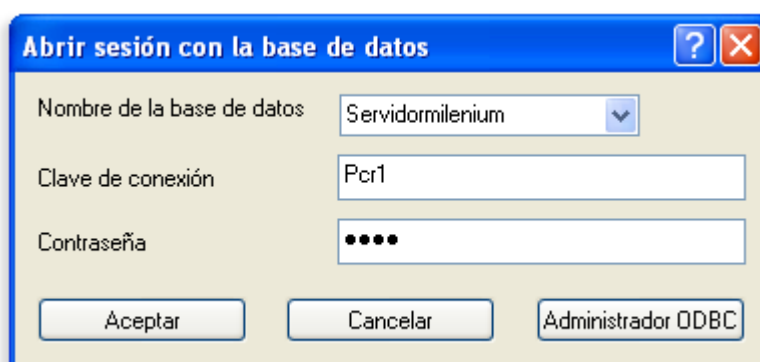 Abrir sesión con la base de datos ?
Nombre de la base de datos Servidormilenium
Clave de conexión Pcr1
Contraseña ••••
Aceptar Cancelar Administrador ODBC